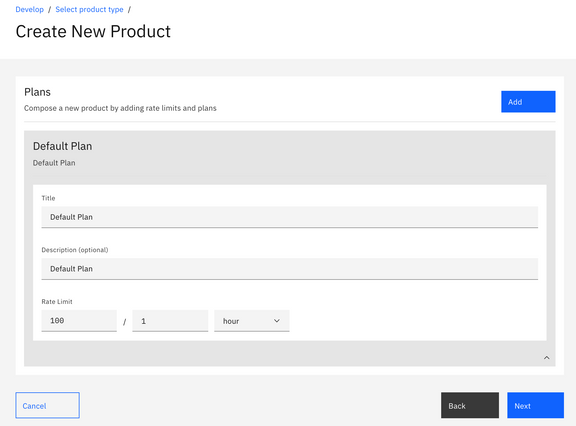 Develop / Select product type /
Create New Product
Plans
Compose a new product by adding rate limits and plans
Add
Default Plan
Default Plan
Title
Default Plan
Description (optional)
Default Plan
Rate Limit
100 / 1 hour
Cancel Back Next